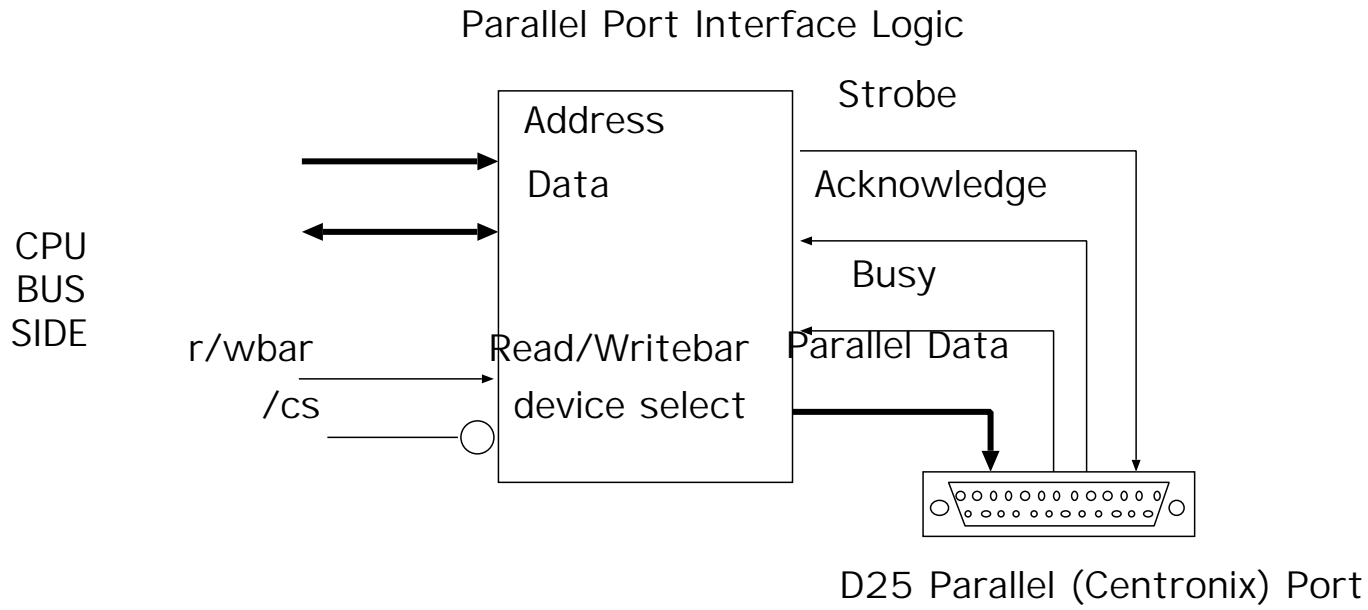 Parallel Port Interface Logic
Strobe
Address
Data
Acknowledge
CPU
BUS
SIDE
Busy
r/wbar
Read/Writebar
Parallel Data
/cs
device select
D25 Parallel (Centronix) Port